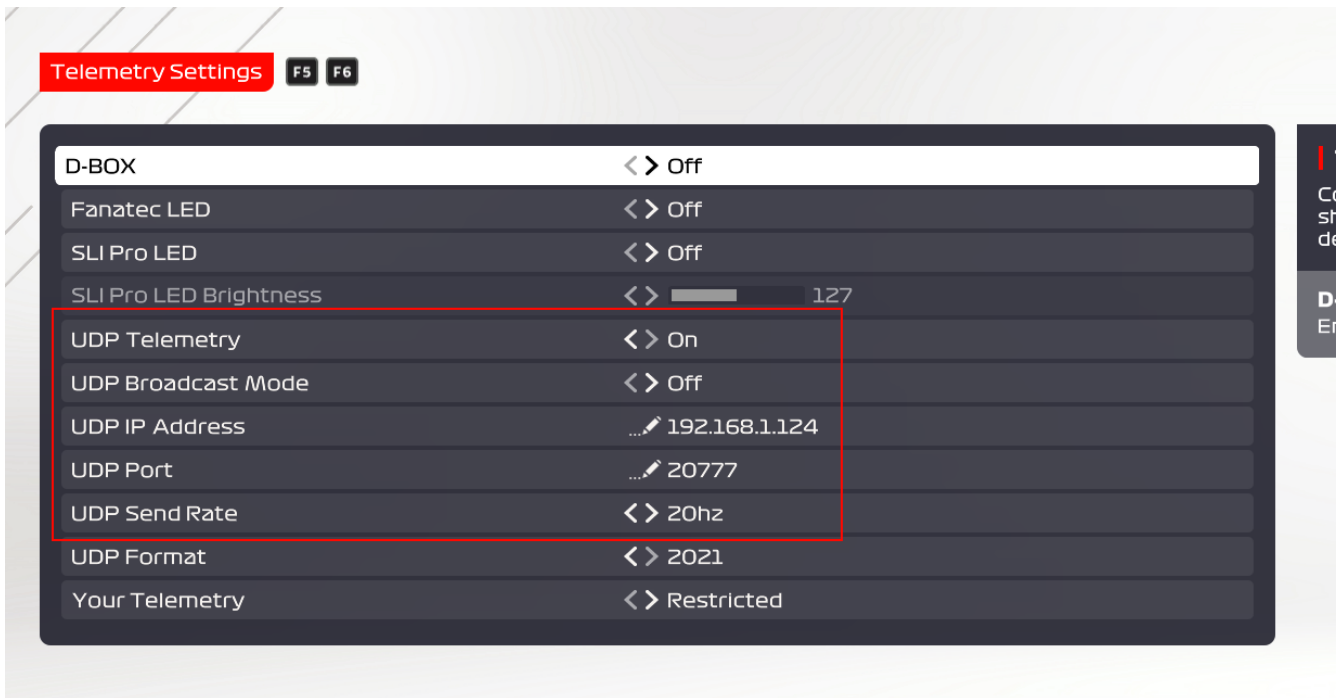 Telemetry Settings F5 F6
D-BOX Off
Fanatec LED Off
SLI Pro LED Off
SLI Pro LED Brightness 127
UDP Telemetry On
UDP Broadcast Mode Off
UDP IP Address ... 192.168.1.124
UDP Port ... 20777
UDP Send Rate 20hz
UDP Format 2021
Your Telemetry Restricted